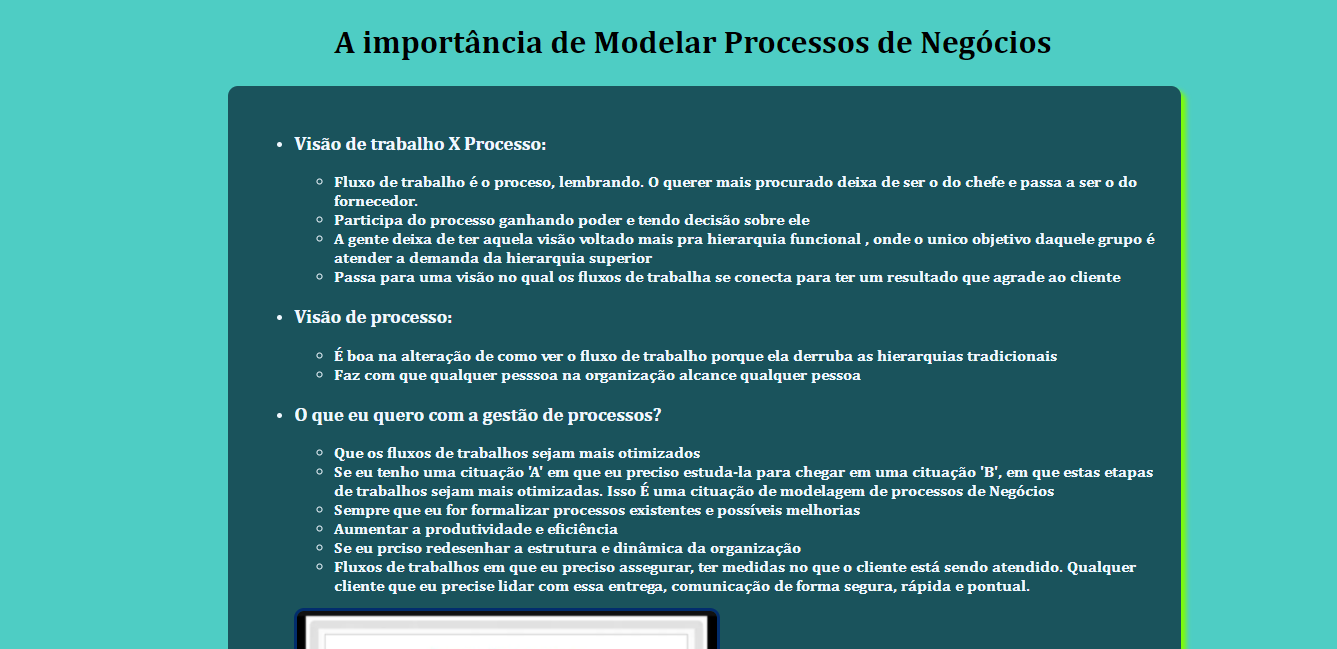 A importância de Modelar Processos de Negócios
Visão de trabalho X Processo:
Fluxo de trabalho é o proceso, lembrando. O querer mais procurado deixa de ser o do chefe e passa a ser o do
fornecedor.
Participa do processo ganhando poder e tendo decisão sobre ele
A gente deixa de ter aquela visão voltado mais pra hierarquia funcional , onde o unico objetivo daquele grupo é
atender a demanda da hierarquia superior
Passa para uma visão no qual os fluxos de trabalha se conecta para ter um resultado que agrade ao cliente
Visão de processo:
É boa na alteração de como ver o fluxo de trabalho porque ela derruba as hierarquias tradicionais
Faz com que qualquer pesssoa na organização alcance qualquer pessoa
O que eu quero com a gestão de processos?
Que os fluxos de trabalhos sejam mais otimizados
Se eu tenho uma cituação 'A' em que eu preciso estuda-la para chegar em uma cituação 'B', em que estas etapas
de trabalhos sejam mais otimizadas. Isso É uma cituação de modelagem de processos de Negócios
Sempre que eu for formalizar processos existentes e possíveis melhorias
Aumentar a produtividade e eficiência
Se eu prciso redesenhar a estrutura e dinâmica da organização
Fluxos de trabalhos em que eu preciso assegurar, ter medidas no que o cliente está sendo atendido. Qualquer
cliente que eu precise lidar com essa entrega, comunicação de forma segura, rápida e pontual.